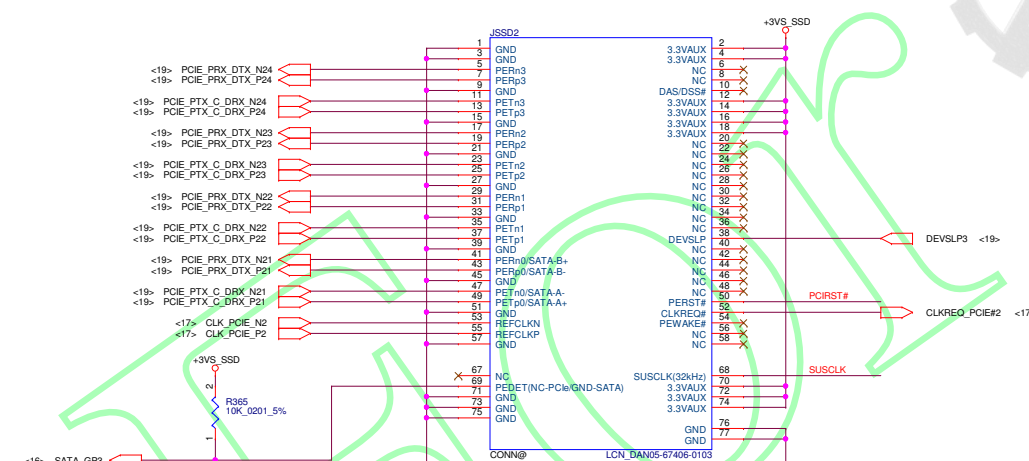 +3VS_SSD
JSSD2
1 GND 3.3VAUX 2
3 GND 3.3VAUX 4
<19> PCIE_PRX_DTX_N24 5 PERn3 NC 6
<19> PCIE_PRX_DTX_P24 7 PERp3 NC 8
9 GND DAS/DSS# 10
<19> PCIE_PTX_C_DRX_N24 11 PETn3 3.3VAUX 12
<19> PCIE_PTX_C_DRX_P24 13 PETp3 3.3VAUX 14
15 GND 3.3VAUX 16
<19> PCIE_PRX_DTX_N23 17 PERn2 3.3VAUX 18
<19> PCIE_PRX_DTX_P23 19 PERp2 NC 20
21 GND NC 22
<19> PCIE_PTX_C_DRX_N23 23 PETn2 NC 24
<19> PCIE_PTX_C_DRX_P23 25 PETp2 NC 26
27 GND NC 28
<19> PCIE_PRX_DTX_N22 29 PERn1 NC 30
<19> PCIE_PRX_DTX_P22 31 PERp1 NC 32
33 GND NC 34
<19> PCIE_PTX_C_DRX_N22 35 PETn1 NC 36
<19> PCIE_PTX_C_DRX_P22 37 PETp1 DEVSLP 38 DEVSLP3 <19>
39 GND NC 40
<19> PCIE_PRX_DTX_N21 41 PERn0/SATA-B+ NC 42
<19> PCIE_PRX_DTX_P21 43 PERp0/SATA-B- NC 44
45 GND NC 46
<19> PCIE_PTX_C_DRX_N21 47 PETn0/SATA-A- NC 48
<19> PCIE_PTX_C_DRX_P21 49 PETp0/SATA-A+ PERST# 50 PCIRST#
51 GND CLKREQ# 52 CLKREQ_PCIE#2 <17
<17> CLK_PCIE_N2 53 REFCLKN PEWAKE# 54
<17> CLK_PCIE_P2 55 REFCLKP NC 56
57 GND NC 58
+3VS_SSD
67 NC SUSCLK(32kHz) 68 SUSCLK
69 PEDET(NC-PCIe/GND-SATA) 3.3VAUX 70
71 GND 3.3VAUX 72
73 GND 3.3VAUX 74
75 GND
2
R365
10K_0201_5%
1
GND 76
GND 77
CONN@ LCN_DAN05-67406-0103
<16> SATA_GP3